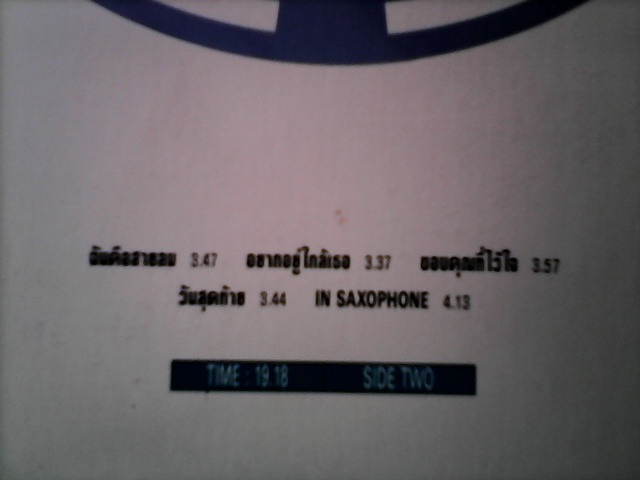 ฉันคือสายลม 3.47 อยากอยู่ใกล้เธอ 3.37 ขอบคุณที่ไว้ใจ 3.57
วันสุดท้าย 3.44 IN SAXOPHONE 4.13
TIME : 19.18 SIDE TWO